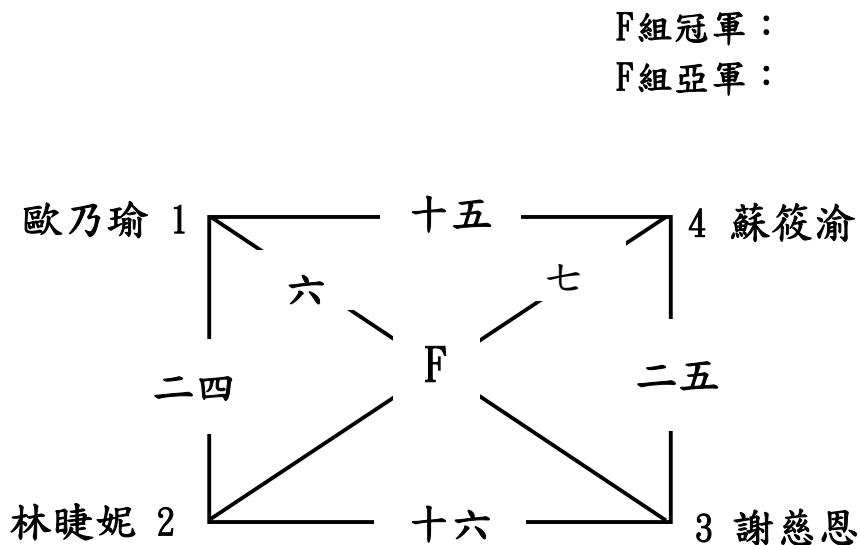 F組冠軍：
F組亞軍：
歐乃瑜 1
十五
4 蘇筱渝
六
七
F
二四
二五
林睫妮 2
十六
3 謝慈恩